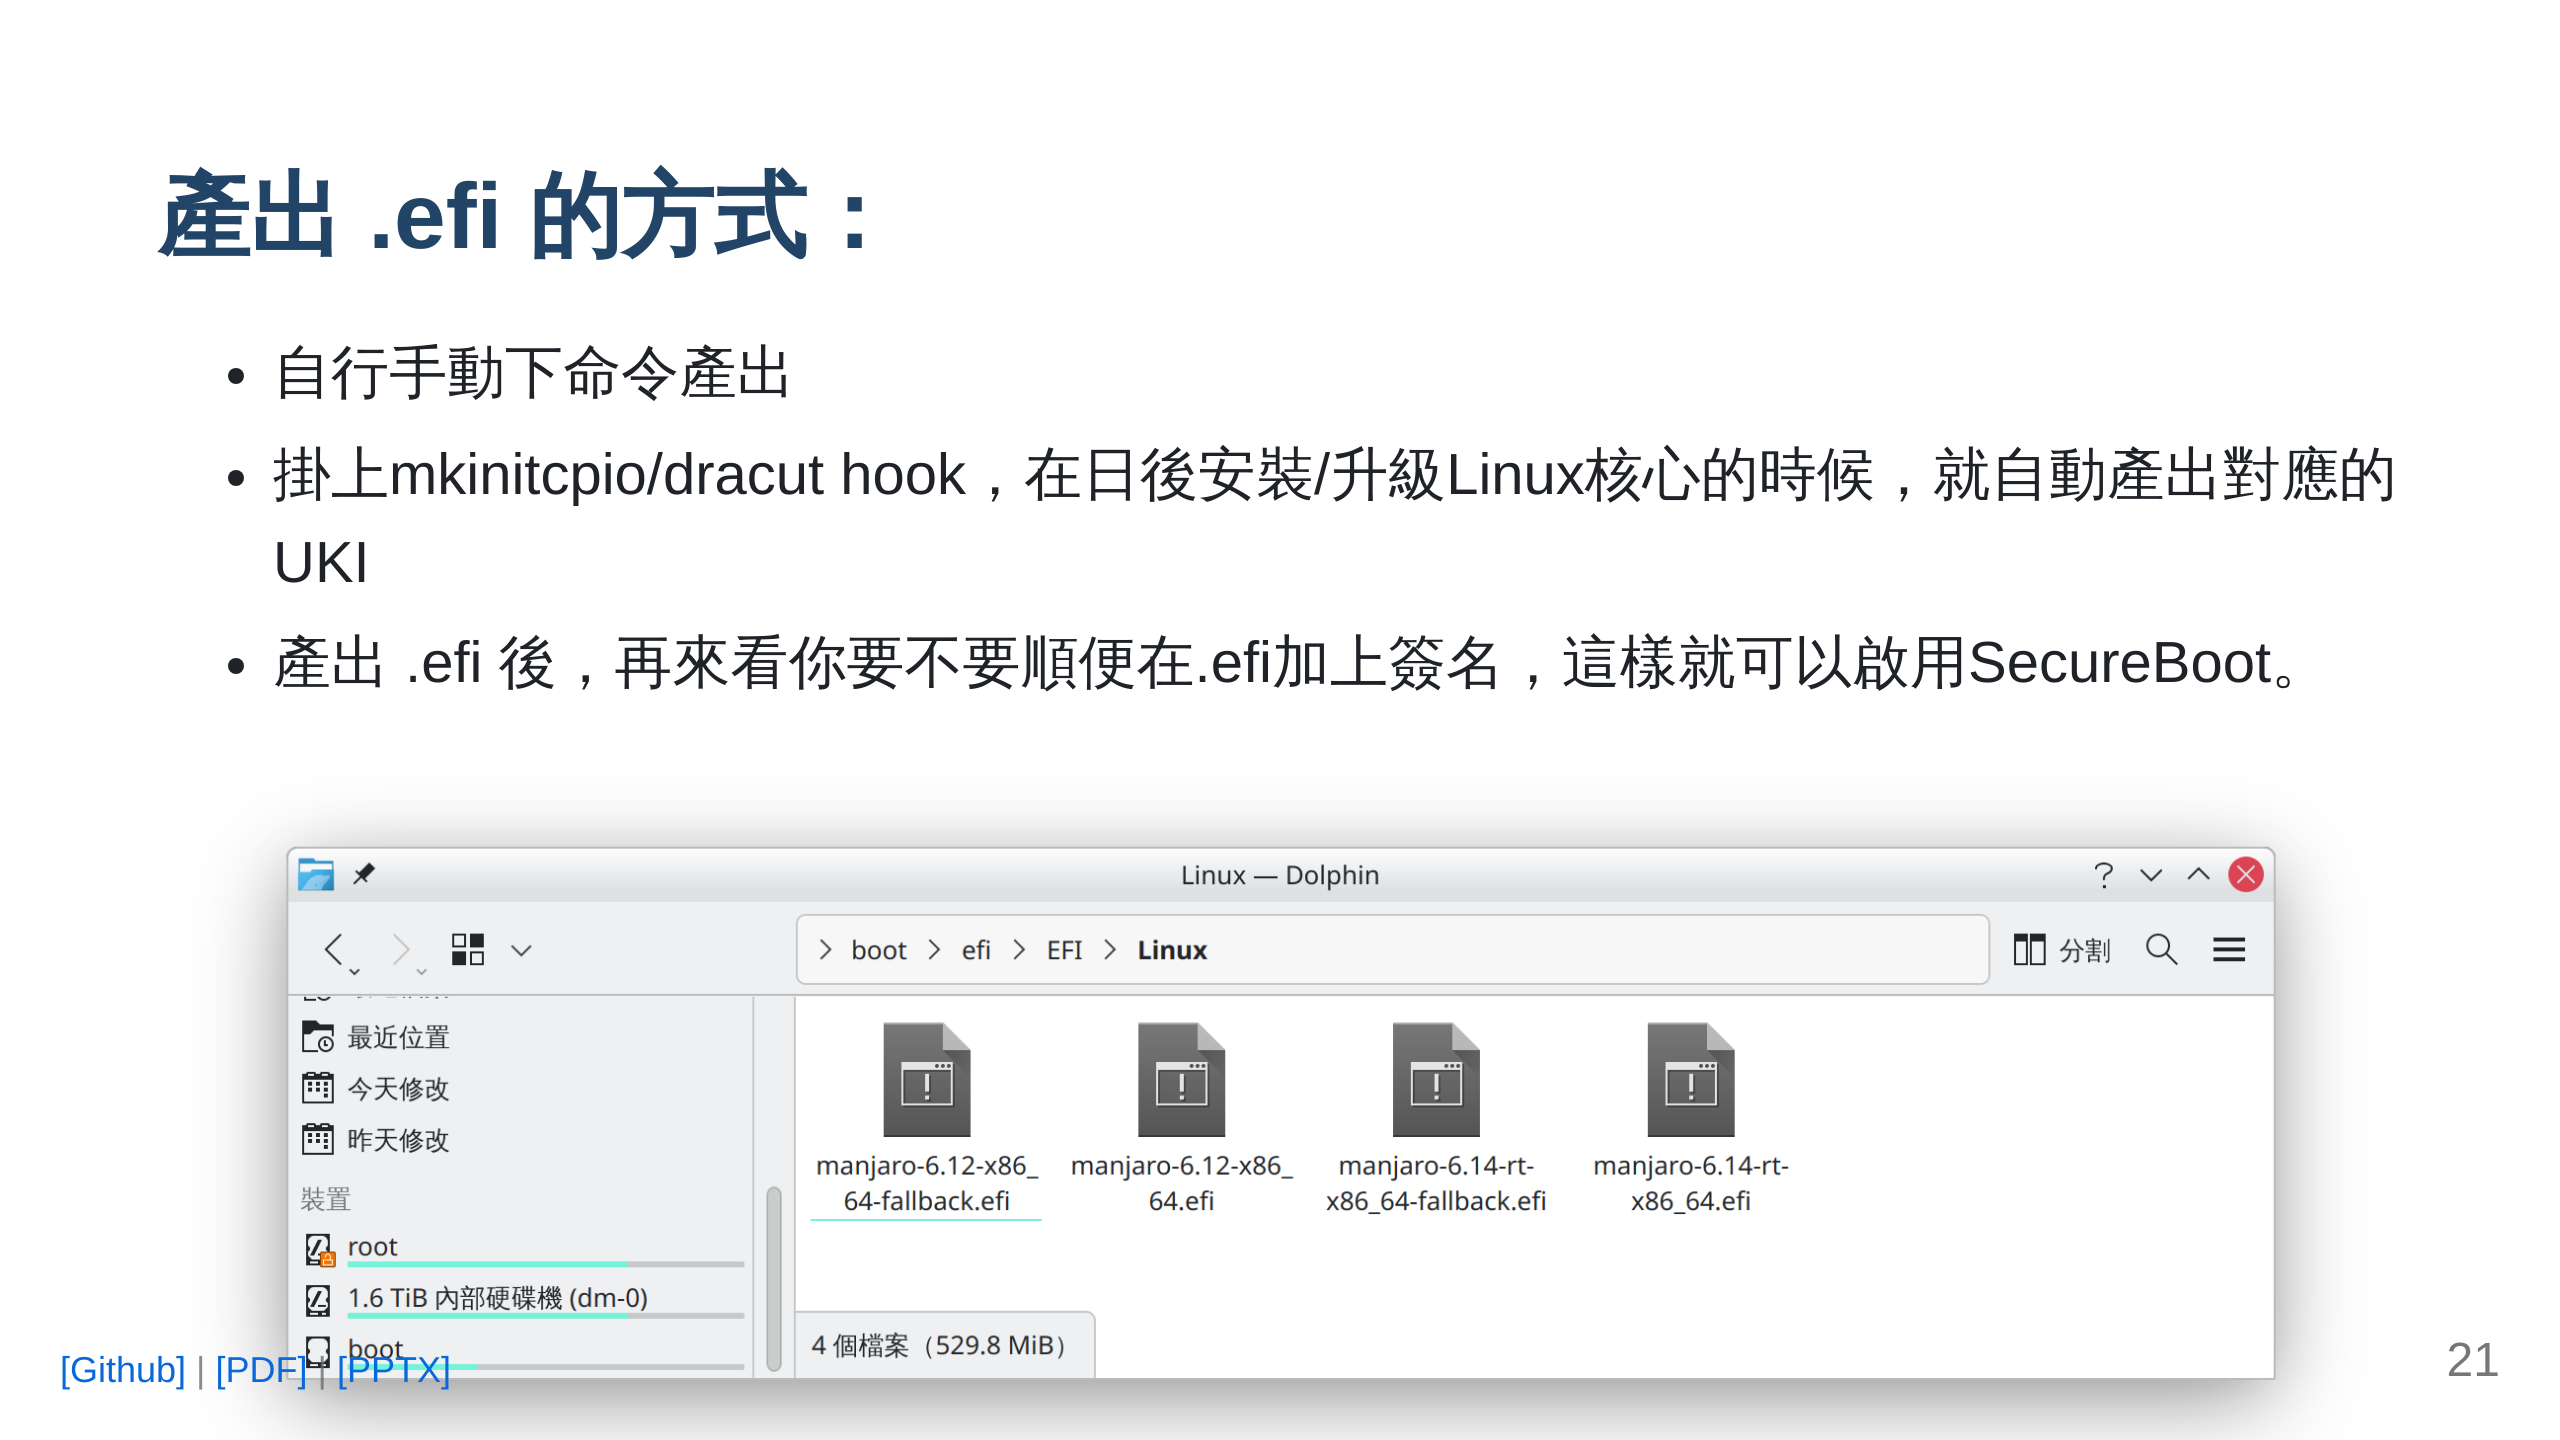 產出 .efi 的方式：
• 自行手動下命令產出
• 掛上mkinitcpio/dracut hook，在日後安裝/升級Linux核心的時候，就自動產出對應的
UKI
• 產出 .efi 後，再來看你要不要順便在.efi加上簽名，這樣就可以啟用SecureBoot。
Linux — Dolphin
boot > efi > EFI > Linux
分割
最近位置
今天修改
昨天修改
裝置
root
1.6 TiB 內部硬碟機 (dm-0)
boot
manjaro-6.12-x86_
64-fallback.efi
manjaro-6.12-x86_
64.efi
manjaro-6.14-rt-
x86_64-fallback.efi
manjaro-6.14-rt-
x86_64.efi
4 個檔案（529.8 MiB）
[Github] | [PDF] | [PPTX]
21